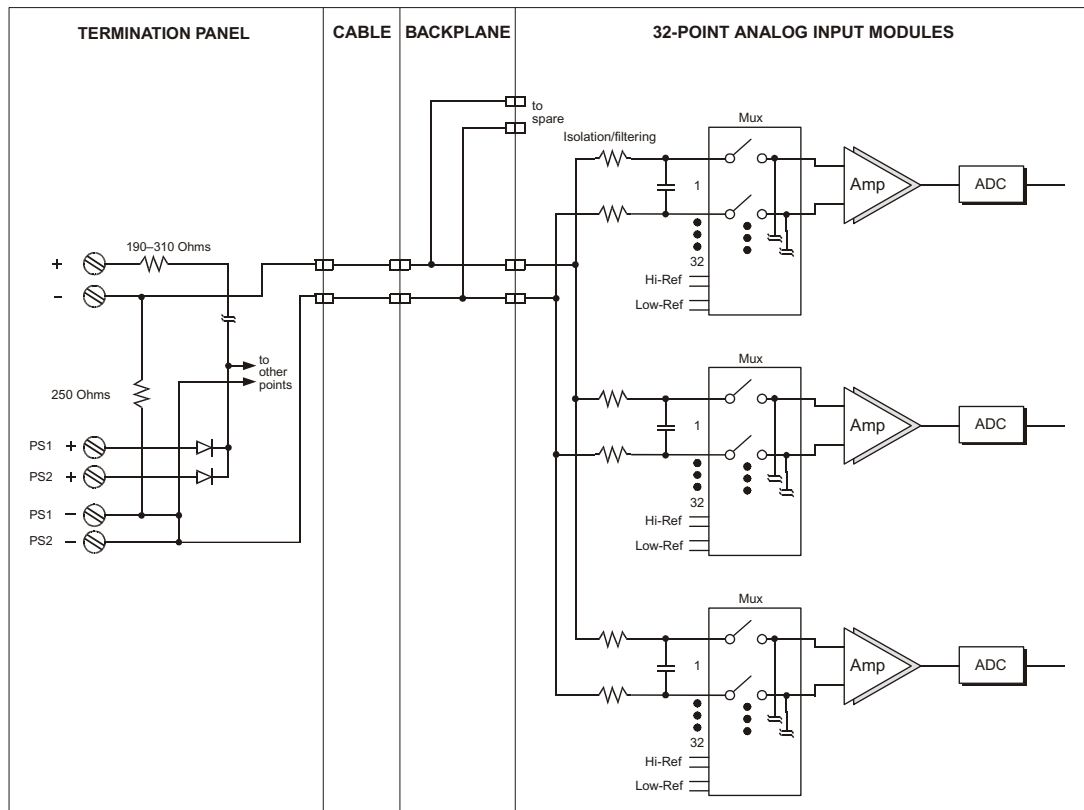 TERMINATION PANEL
CABLE
BACKPLANE
32-POINT ANALOG INPUT MODULES
to
spare
190–310 Ohms
+
−
to
other
points
250 Ohms
PS1 +
PS2 +
PS1 −
PS2 −
Isolation/filtering
Mux
1
32
Hi-Ref
Low-Ref
Amp
ADC
Mux
1
32
Hi-Ref
Low-Ref
Amp
ADC
Mux
1
32
Hi-Ref
Low-Ref
Amp
ADC